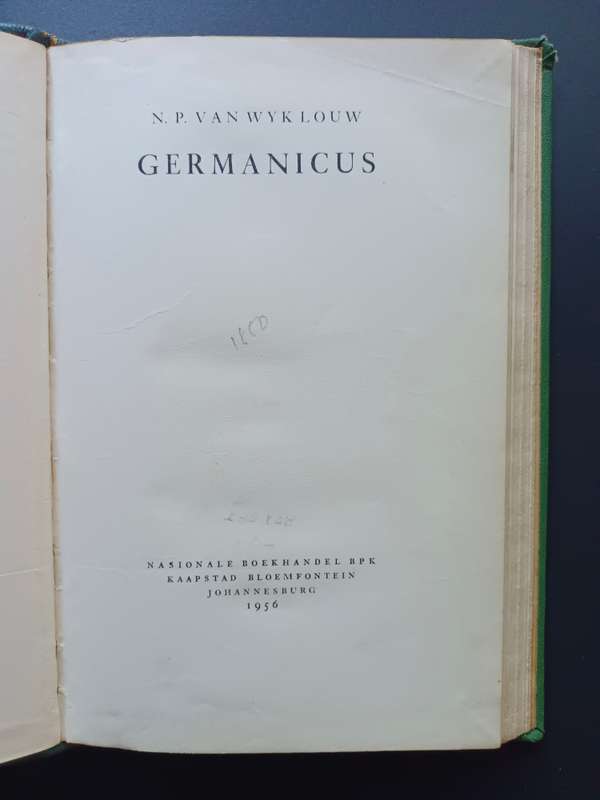 N. P. VAN WYK LOUW
GERMANICUS
NASIONALE BOEKHANDEL BPK
KAAPSTAD BLOEMFONTEIN
JOHANNESBURG
1956